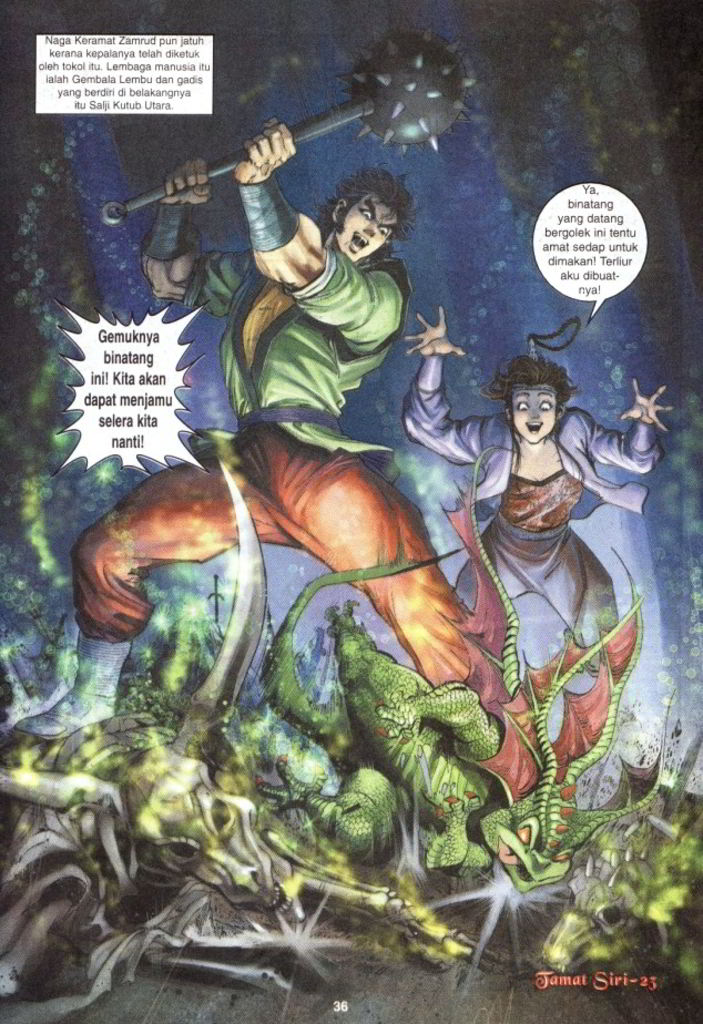 Naga Keramat Zamrud pun jatuh
kerana kepalanya telah diketuk
oleh tokol itu. Lembaga manusia itu
ialah Gembala Lembu dan gadis
yang berdiri di belakangnya
itu Salji Kutub Utara.
Ya,
binatang
yang datang
bergolek ini tentu
amat sedap untuk
dimakan! Terliur
aku dibuat-
nya!
Gemuknya
binatang
ini! Kita akan
dapat menjamu
selera kita
nanti!
Tamat Siri-23
36